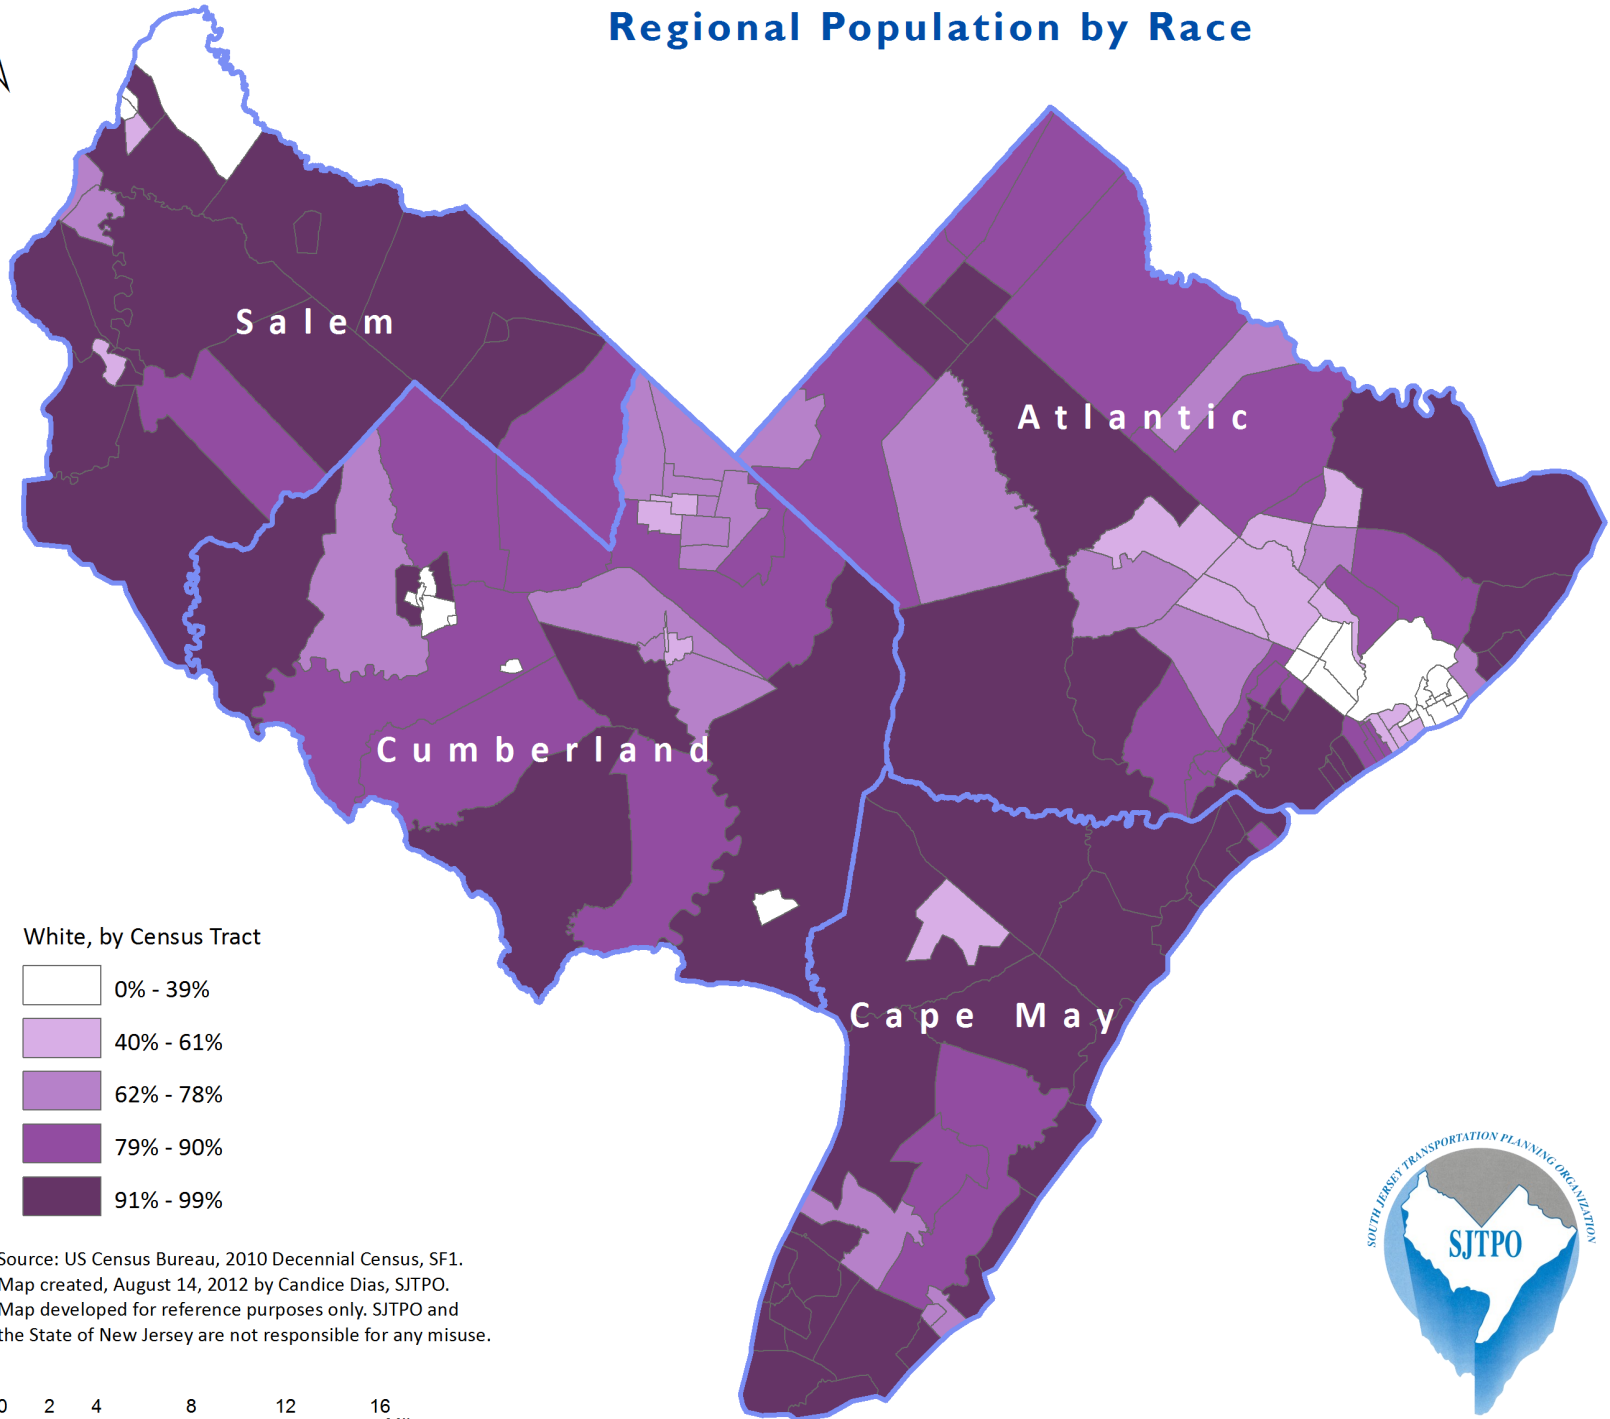 Regional Population by Race
Salem
Atlantic
Cumberland
Cape May
White, by Census Tract
0% - 39%
40% - 61%
62% - 78%
79% - 90%
91% - 99%
Source: US Census Bureau, 2010 Decennial Census, SF1.
Map created, August 14, 2012 by Candice Dias, SJTPO.
Map developed for reference purposes only. SJTPO and
the State of New Jersey are not responsible for any misuse.
0 2 4 8 12 16
SOUTH JERSEY TRANSPORTATION PLANNING ORGANIZATION
SJTPO